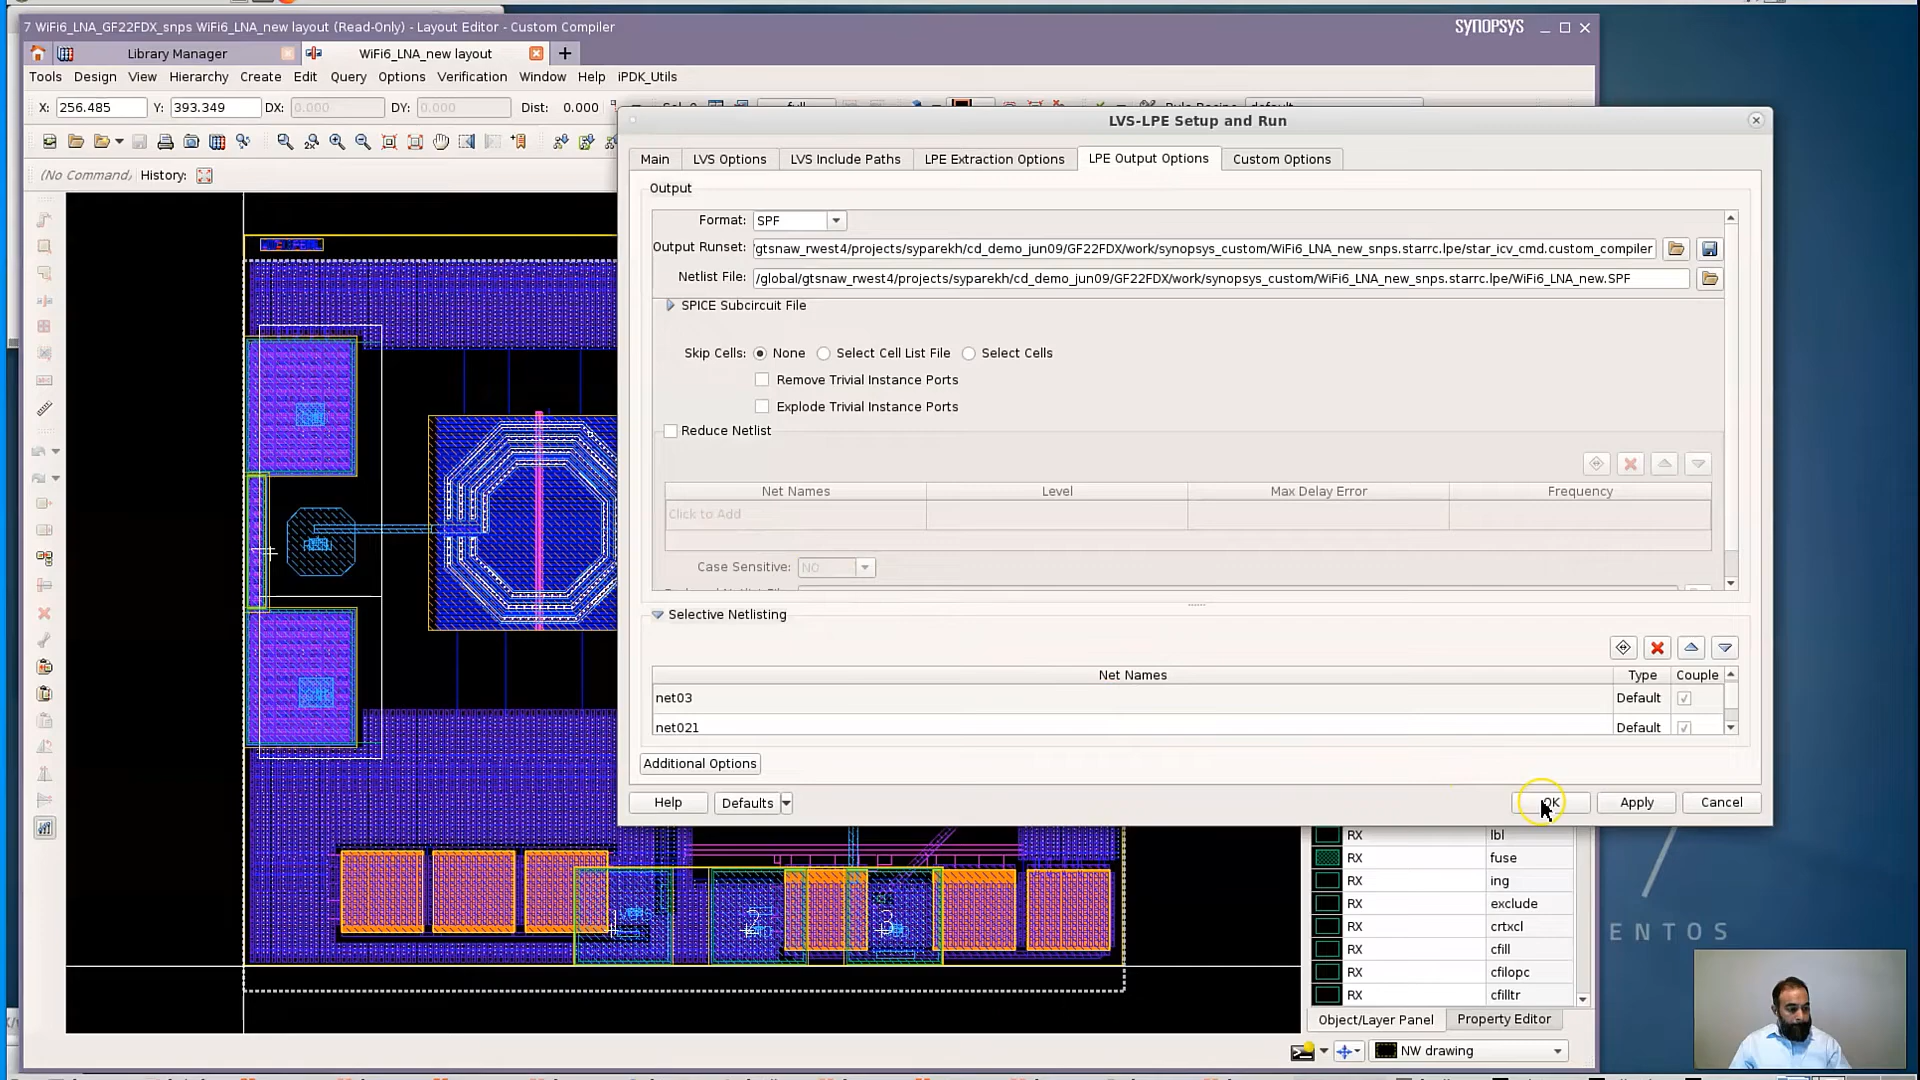 7 WiFi6_LNA_GF22FDX_snps WiFi6_LNA_new layout (Read-Only) - Layout Editor - Custom Compiler
SYNOPSYS
Library Manager
WiFi6_LNA_new layout
Tools Design View Hierarchy Create Edit Query Options Verification Window Help iPDK_Utils
X: 256.485 Y: 393.349 DX: 0.000 DY: 0.000 Dist: 0.000
(No Command) History:
LVS-LPE Setup and Run
Main LVS Options LVS Include Paths LPE Extraction Options LPE Output Options Custom Options
Output
Format: SPF
Output Runset: gtsnaw_rwest4/projects/syparekh/cd_demo_jun09/GF22FDX/work/synopsys_custom/WiFi6_LNA_new_snps.starrc.lpe/star_icv_cmd.custom_compiler
Netlist File: /global/gtsnaw_rwest4/projects/syparekh/cd_demo_jun09/GF22FDX/work/synopsys_custom/WiFi6_LNA_new_snps.starrc.lpe/WiFi6_LNA_new.SPF
SPICE Subcircuit File
Skip Cells: None Select Cell List File Select Cells
Remove Trivial Instance Ports
Explode Trivial Instance Ports
Reduce Netlist
Net Names Level Max Delay Error Frequency
Click to Add
Case Sensitive: NO
Selective Netlisting
Net Names Type Couple
net03 Default
net021 Default
Additional Options
Help Defaults OK Apply Cancel
RX lbl
RX fuse
RX ing
RX exclude
RX crtxcl
RX cfill
RX cfilopc
RX cfilltr
Object/Layer Panel Property Editor
NW drawing
2
3
7
ENTOS